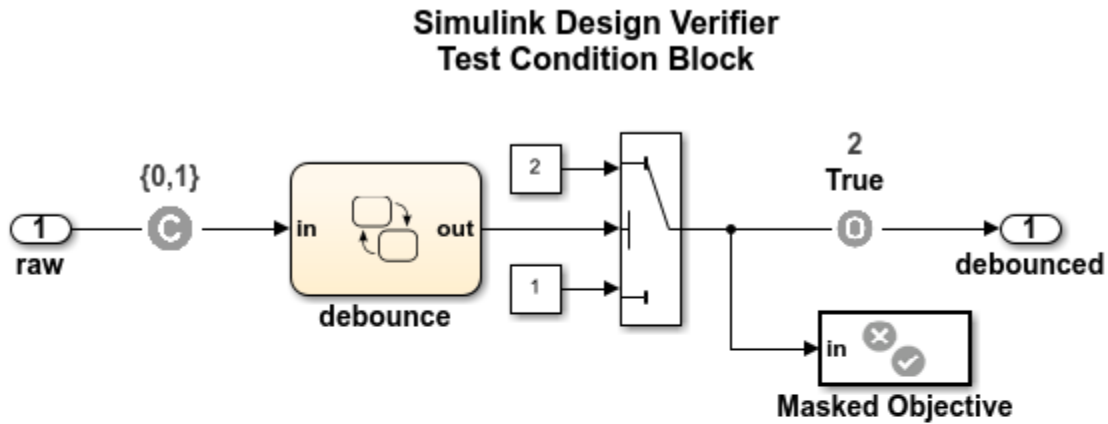 Simulink Design Verifier
Test Condition Block
{0,1}
2
True
1
raw
C
in
out
debounce
2
1
O
1
debounced
in
Masked Objective